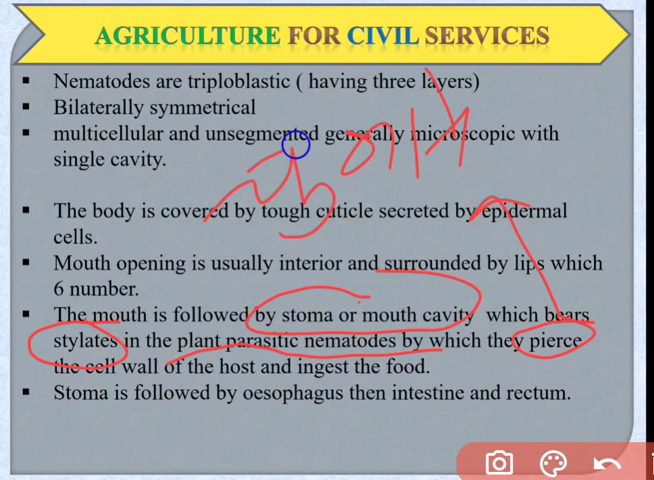 AGRICULTURE FOR CIVIL SERVICES
▪ Nematodes are triploblastic ( having three layers)
▪ Bilaterally symmetrical
▪ multicellular and unsegmented generally microscopic with
single cavity.
▪ The body is covered by tough cuticle secreted by epidermal
cells.
▪ Mouth opening is usually interior and surrounded by lips which
6 number.
▪ The mouth is followed by stoma or mouth cavity which bears
stylates in the plant parasitic nematodes by which they pierce
the cell wall of the host and ingest the food.
▪ Stoma is followed by oesophagus then intestine and rectum.